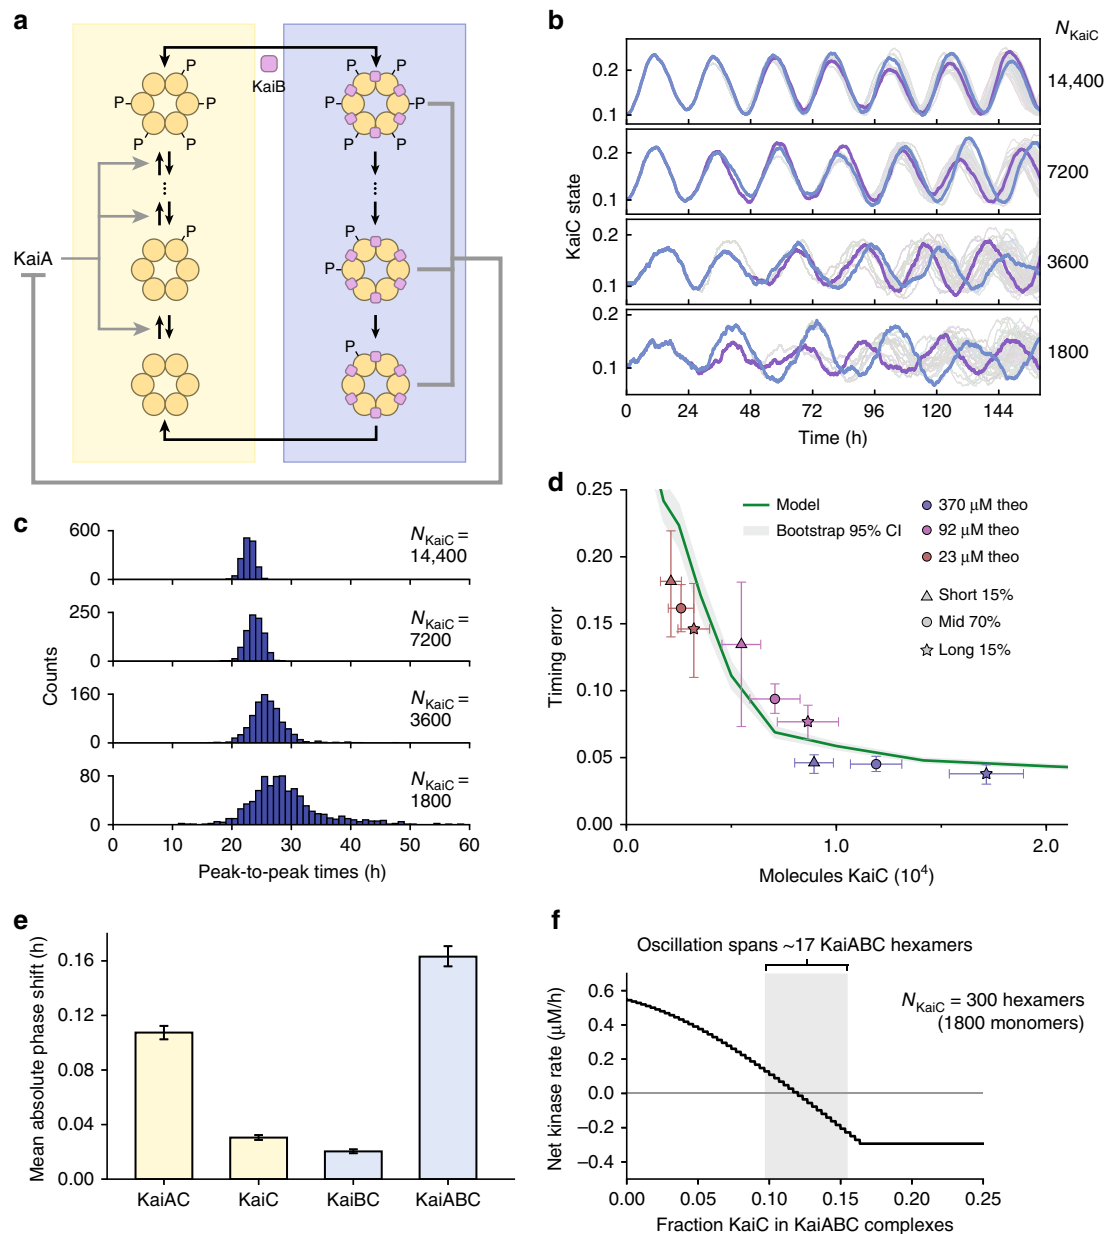 a
P
P
P
P
P
KaiB
P
P
P
P
P
P
P
P
P
P
KaiA
b
N_KaiC
KaiC state
0.2
0.1
14,400
0.2
0.1
7200
0.2
0.1
3600
0.2
0.1
1800
0
24
48
72
96
120
144
Time (h)
c
Counts
600
0
N_KaiC =
14,400
250
0
N_KaiC =
7200
160
0
N_KaiC =
3600
80
0
N_KaiC =
1800
0
10
20
30
40
50
60
Peak-to-peak times (h)
d
Timing error
0.25
0.20
0.15
0.10
0.05
0.00
Model
Bootstrap 95% CI
370 μM theo
92 μM theo
23 μM theo
Short 15%
Mid 70%
Long 15%
0.0
1.0
2.0
Molecules KaiC (10⁴)
e
Mean absolute phase shift (h)
0.16
0.12
0.08
0.04
0.00
KaiAC
KaiC
KaiBC
KaiABC
f
Oscillation spans ~17 KaiABC hexamers
Net kinase rate (μM/h)
0.6
0.4
0.2
0.0
−0.2
−0.4
N_KaiC = 300 hexamers
(1800 monomers)
0.00
0.05
0.10
0.15
0.20
0.25
Fraction KaiC in KaiABC complexes